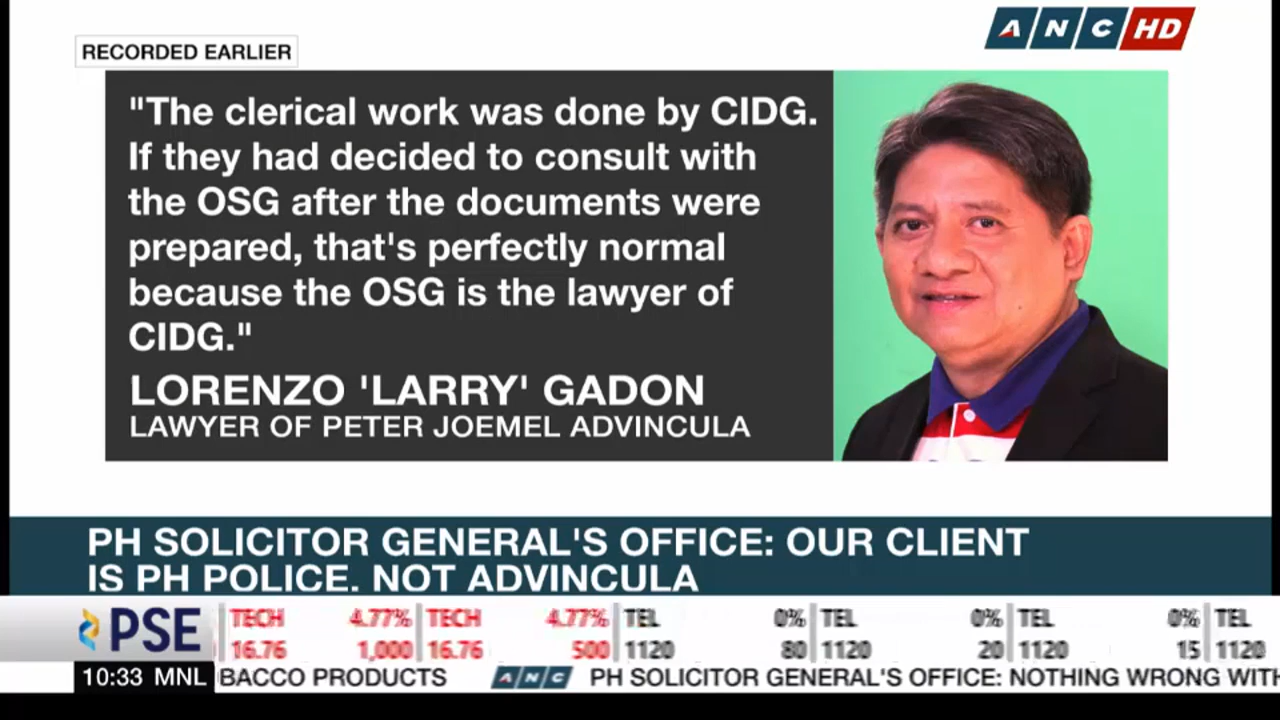 ANC HD
RECORDED EARLIER
"The clerical work was done by CIDG.
If they had decided to consult with
the OSG after the documents were
prepared, that's perfectly normal
because the OSG is the lawyer of
CIDG."
LORENZO 'LARRY' GADON
LAWYER OF PETER JOEMEL ADVINCULA
PH SOLICITOR GENERAL'S OFFICE: OUR CLIENT
IS PH POLICE, NOT ADVINCULA
PSE
TECH 4.77% TECH 4.77% TEL 0% TEL 0% TEL 0% TEL
16.76 1,000 16.76 500 1120 80 1120 20 1120 15 1120
10:33 MNL BACCO PRODUCTS ANC PH SOLICITOR GENERAL'S OFFICE: NOTHING WRONG WITH